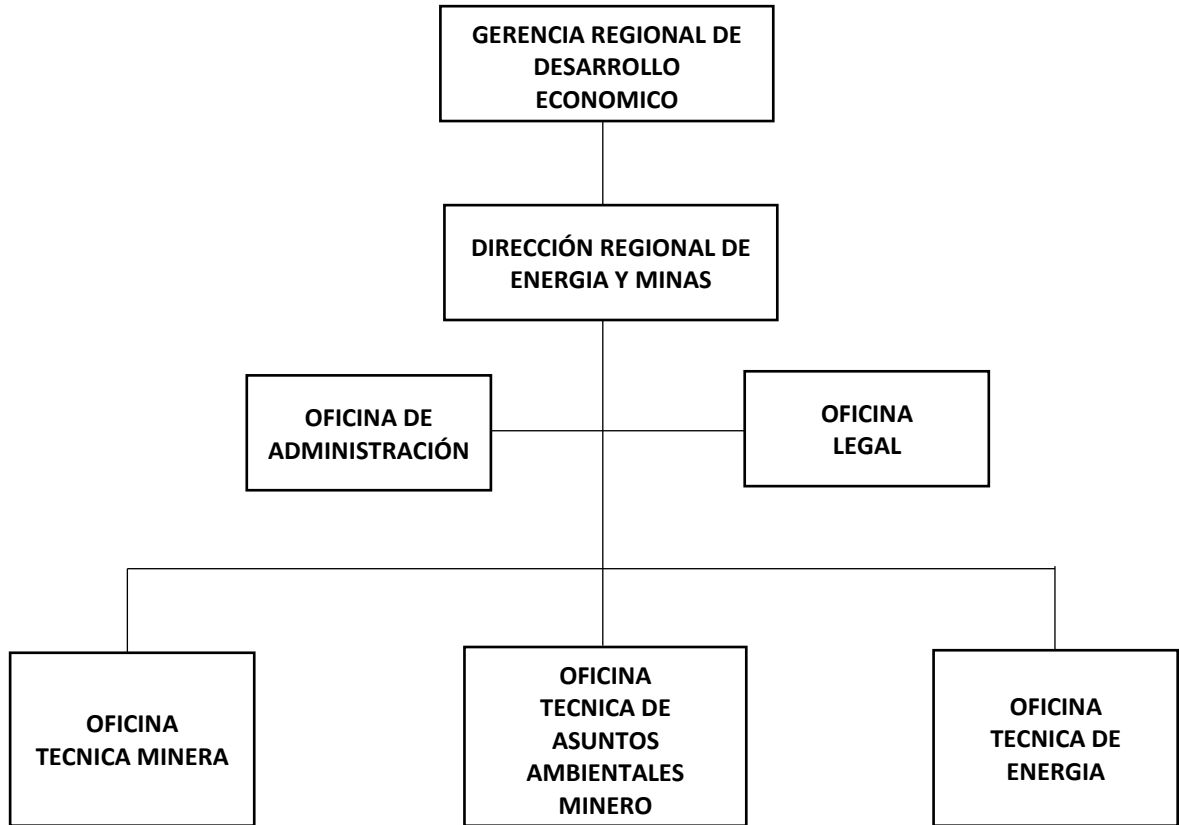 GERENCIA REGIONAL DE
DESARROLLO
ECONOMICO
DIRECCIÓN REGIONAL DE
ENERGIA Y MINAS
OFICINA DE
ADMINISTRACIÓN
OFICINA
LEGAL
OFICINA
TECNICA MINERA
OFICINA
TECNICA DE
ASUNTOS
AMBIENTALES
MINERO
OFICINA
TECNICA DE
ENERGIA